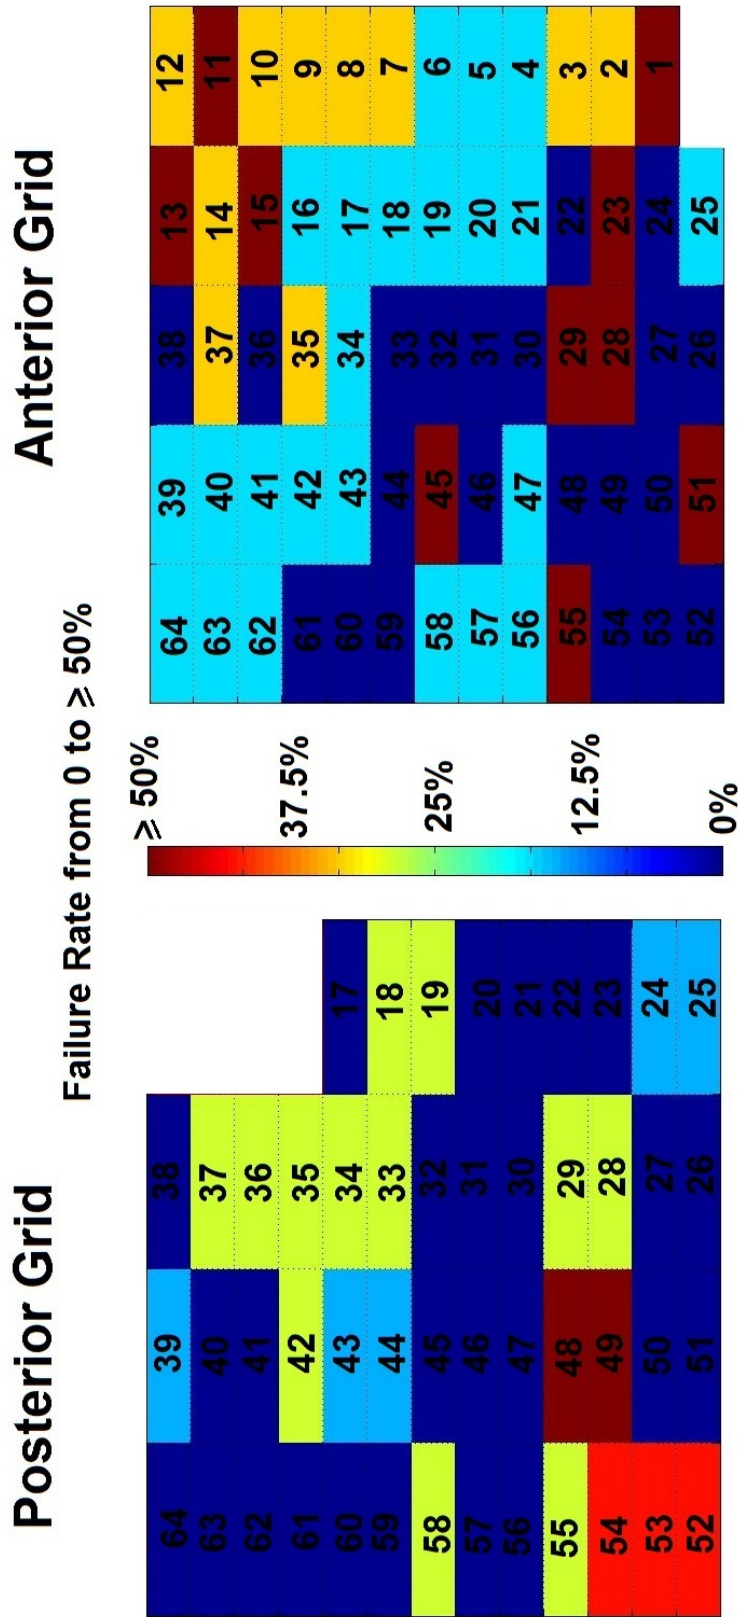 Posterior Grid
Anterior Grid
Failure Rate from 0 to ≥ 50%
64 39 38
63 40 37
62 41 36
61 42 35
60 43 34 17
59 44 33 18
58 45 32 19
57 46 31 20
56 47 30 21
55 48 29 22
54 49 28 23
53 50 27 24
52 51 26 25
≥ 50%
37.5%
25%
12.5%
0%
64 39 38 13 12
63 40 37 14 11
62 41 36 15 10
61 42 35 16 9
60 43 34 17 8
59 44 33 18 7
58 45 32 19 6
57 46 31 20 5
56 47 30 21 4
55 48 29 22 3
54 49 28 23 2
53 50 27 24 1
52 51 26 25